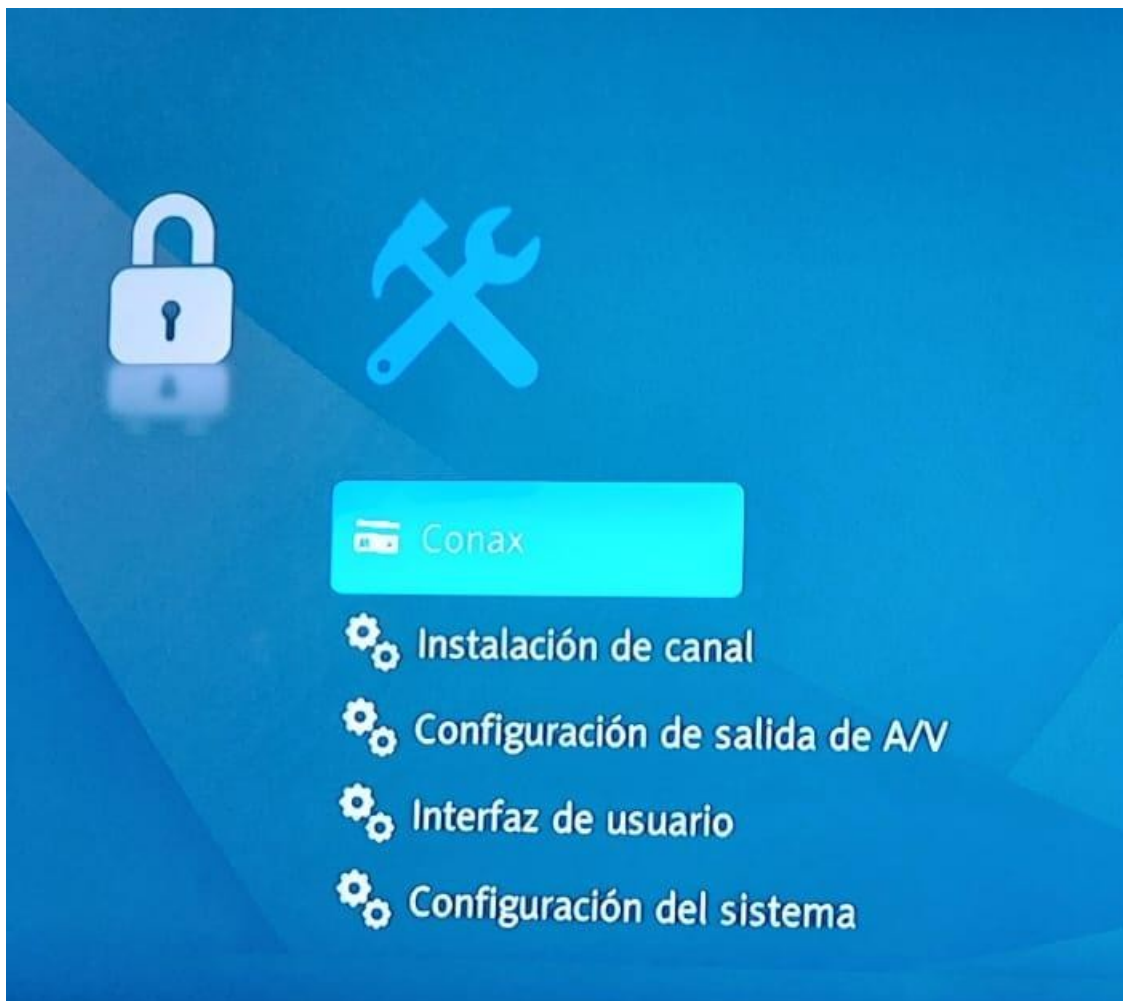 Conax
Instalación de canal
Configuración de salida de A/V
Interfaz de usuario
Configuración del sistema